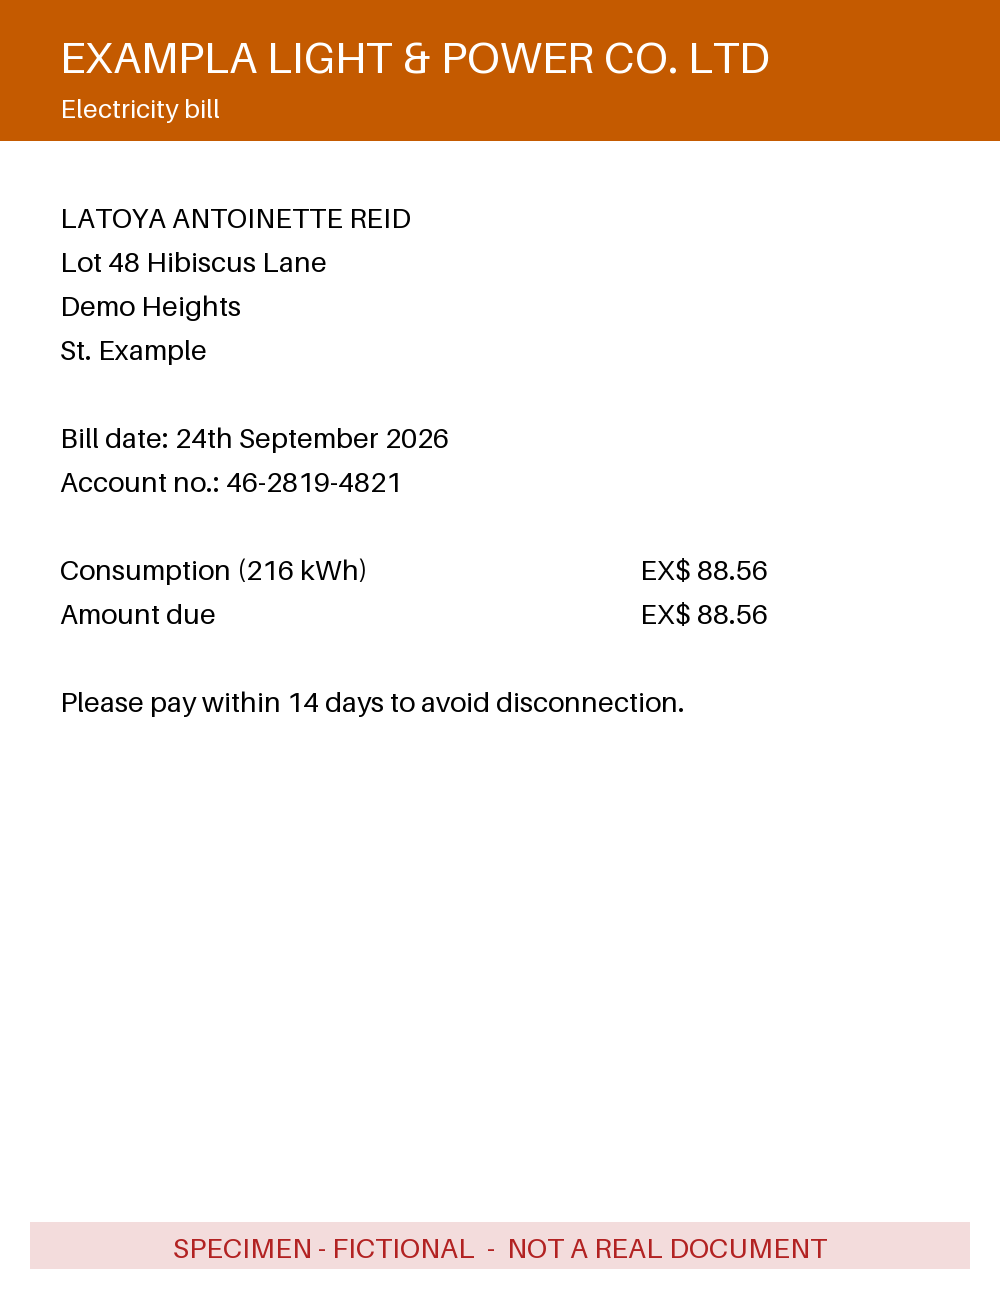 EXAMPLA LIGHT & POWER CO. LTD
Electricity bill
LATOYA ANTOINETTE REID
Lot 48 Hibiscus Lane
Demo Heights
St. Example
Bill date: 24th September 2026
Account no.: 46-2819-4821
Consumption (216 kWh) EX$ 88.56
Amount due EX$ 88.56
Please pay within 14 days to avoid disconnection.
SPECIMEN - FICTIONAL - NOT A REAL DOCUMENT